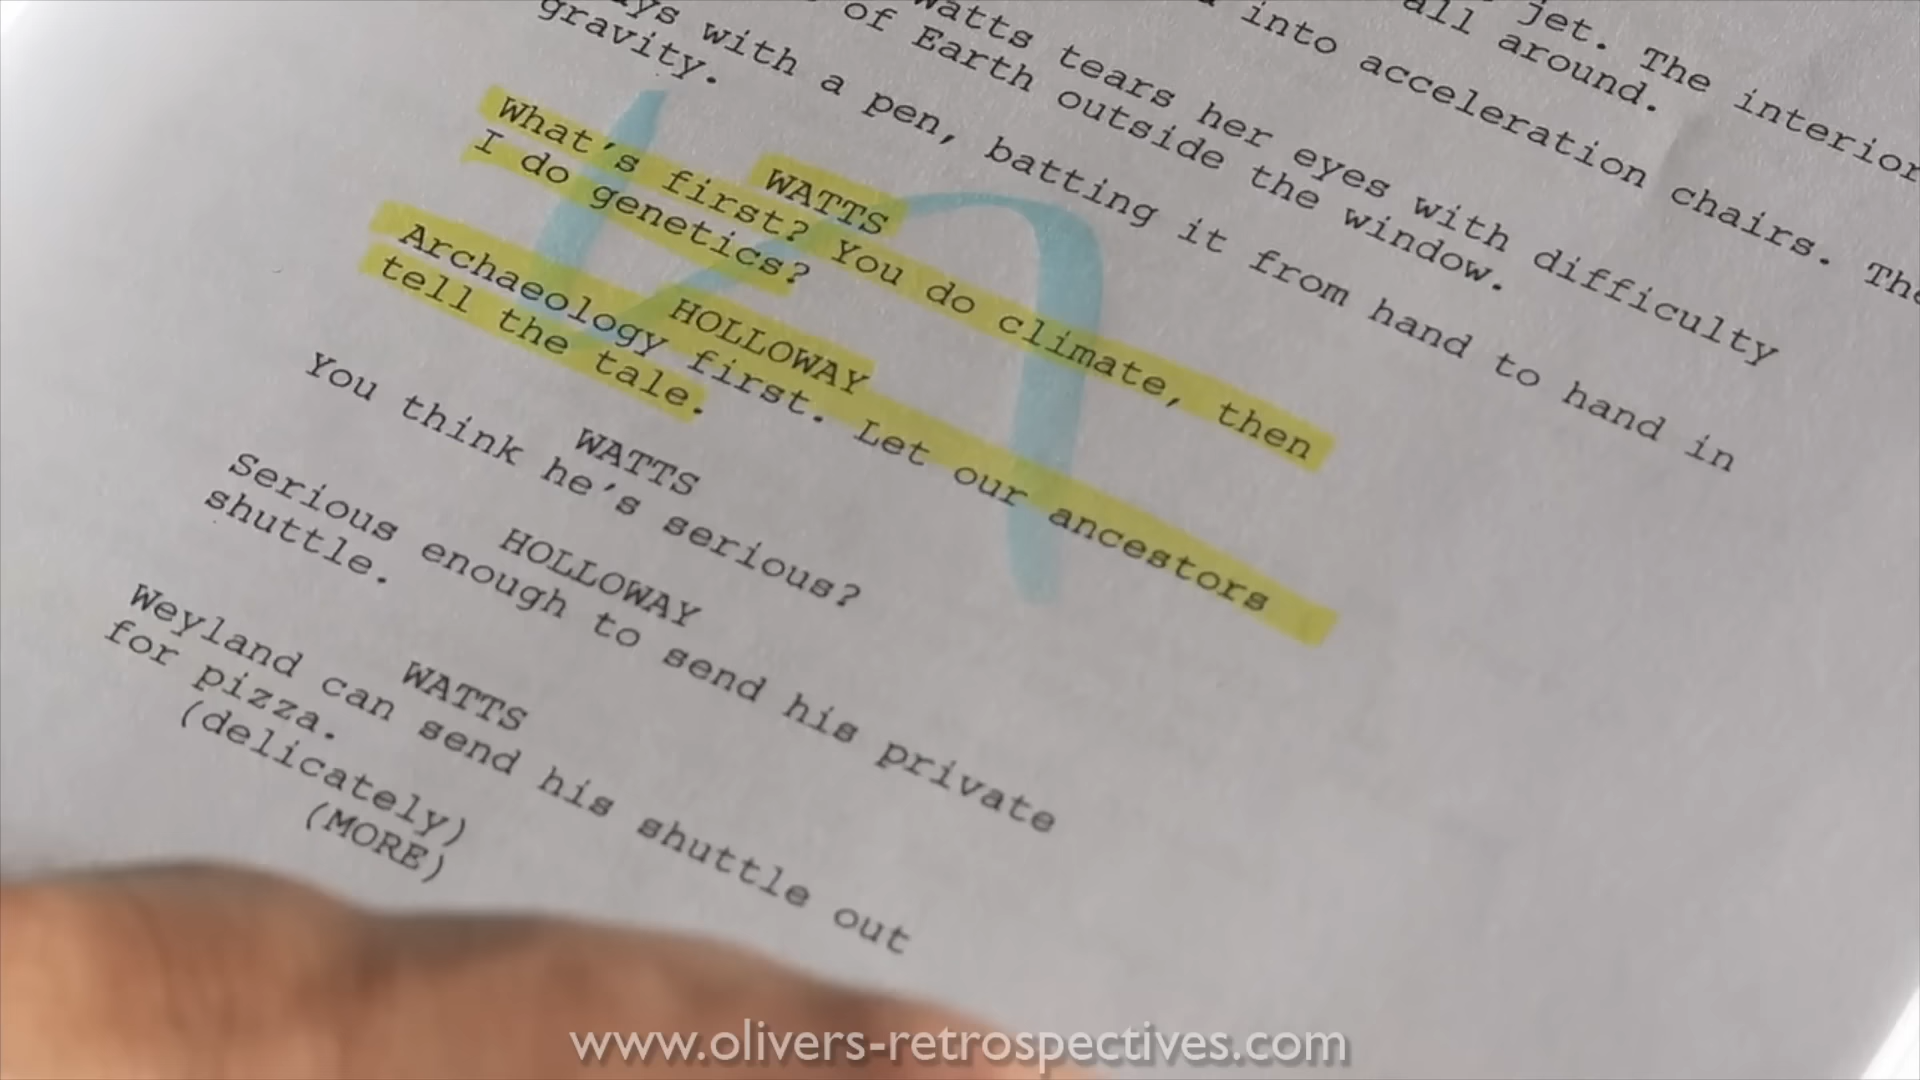 jet. The interior
all around.
into acceleration chairs. The
Watts tears her eyes with difficulty
of Earth outside the window.
with a pen, batting it from hand to hand in
gravity.
WATTS
What's first? You do climate, then
I do genetics?
HOLLOWAY
Archaeology first. Let our ancestors
tell the tale.
WATTS
You think he's serious?
HOLLOWAY
Serious enough to send his private
shuttle.
WATTS
Weyland can send his shuttle out
for pizza.
(delicately)
(MORE)
www.olivers-retrospectives.com